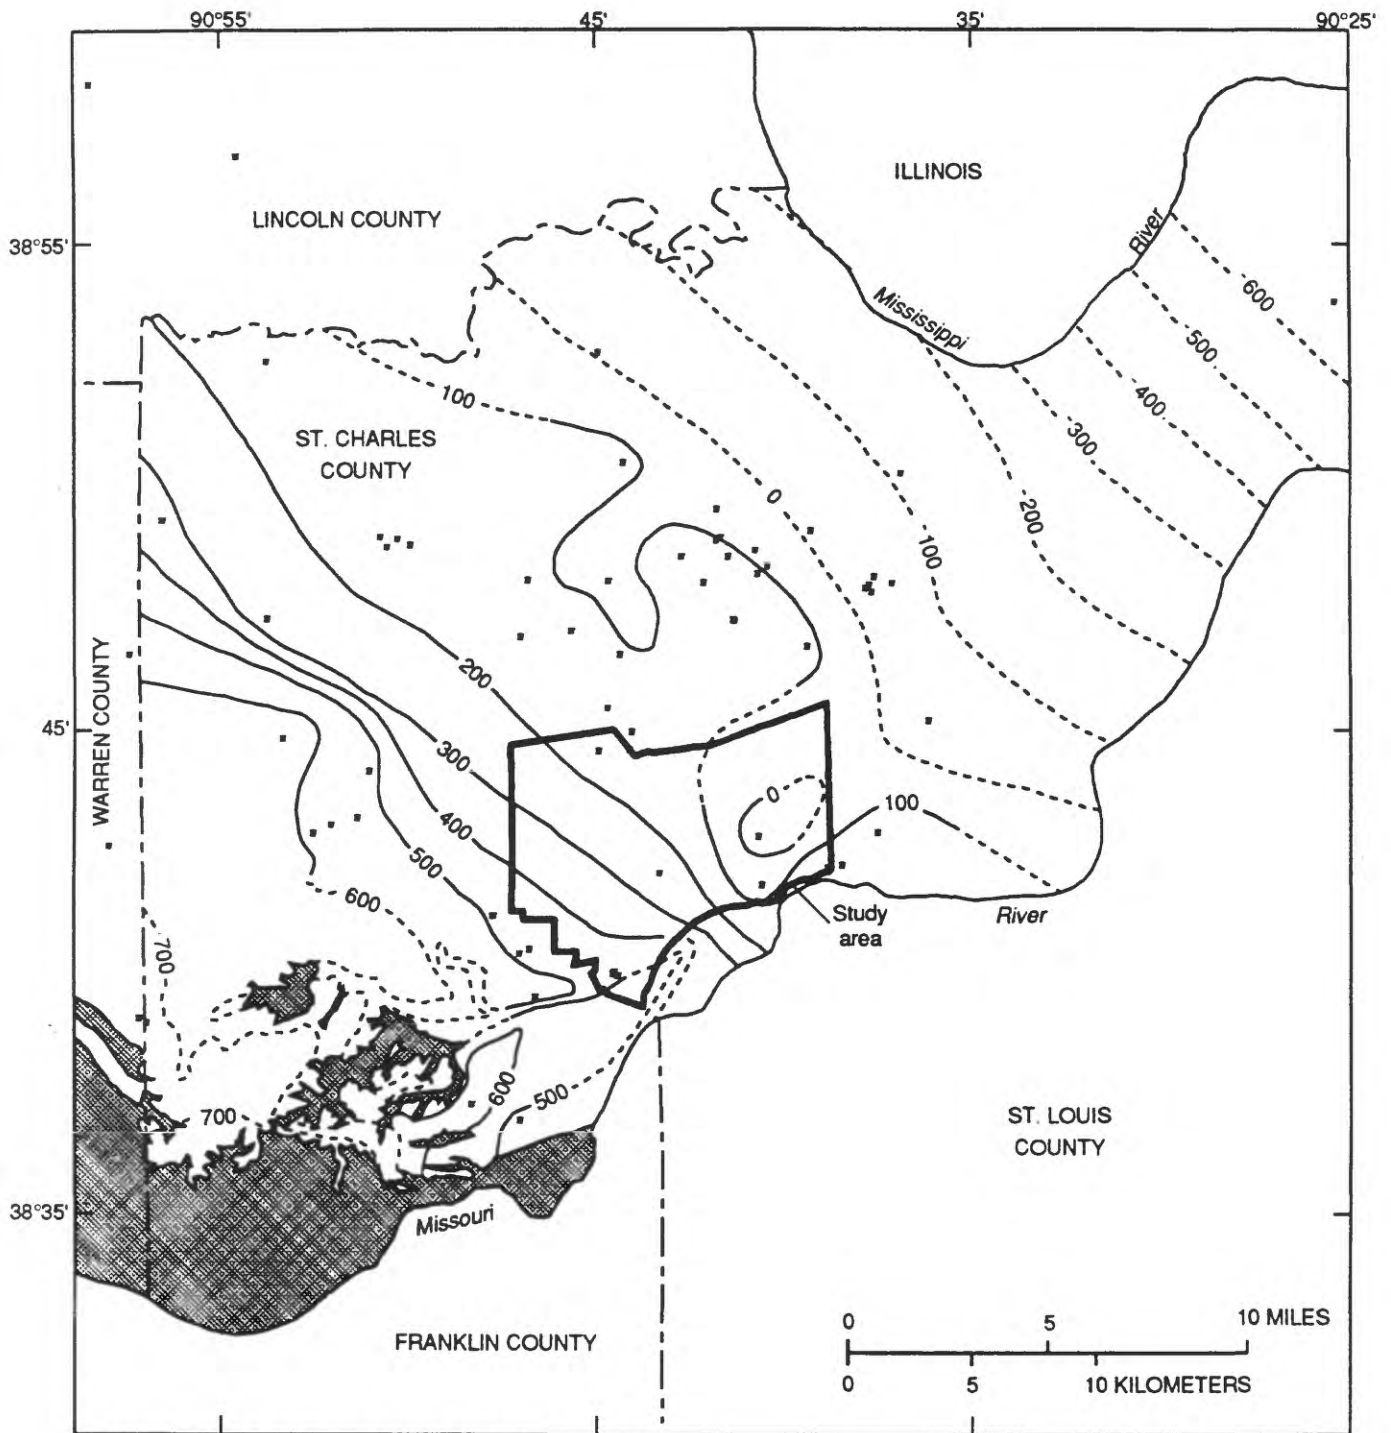 90°55'
45'
35'
90°25'
ILLINOIS
LINCOLN COUNTY
38°55'
River
600
Mississippi
500
100
400
ST. CHARLES
COUNTY
300
0
200
100
WARREN COUNTY
200
45'
300
0
100
400
500
600
Study
area
River
700
600
500
700
ST. LOUIS
COUNTY
38°35'
Missouri
FRANKLIN COUNTY
0 5 10 MILES
0 5 10 KILOMETERS